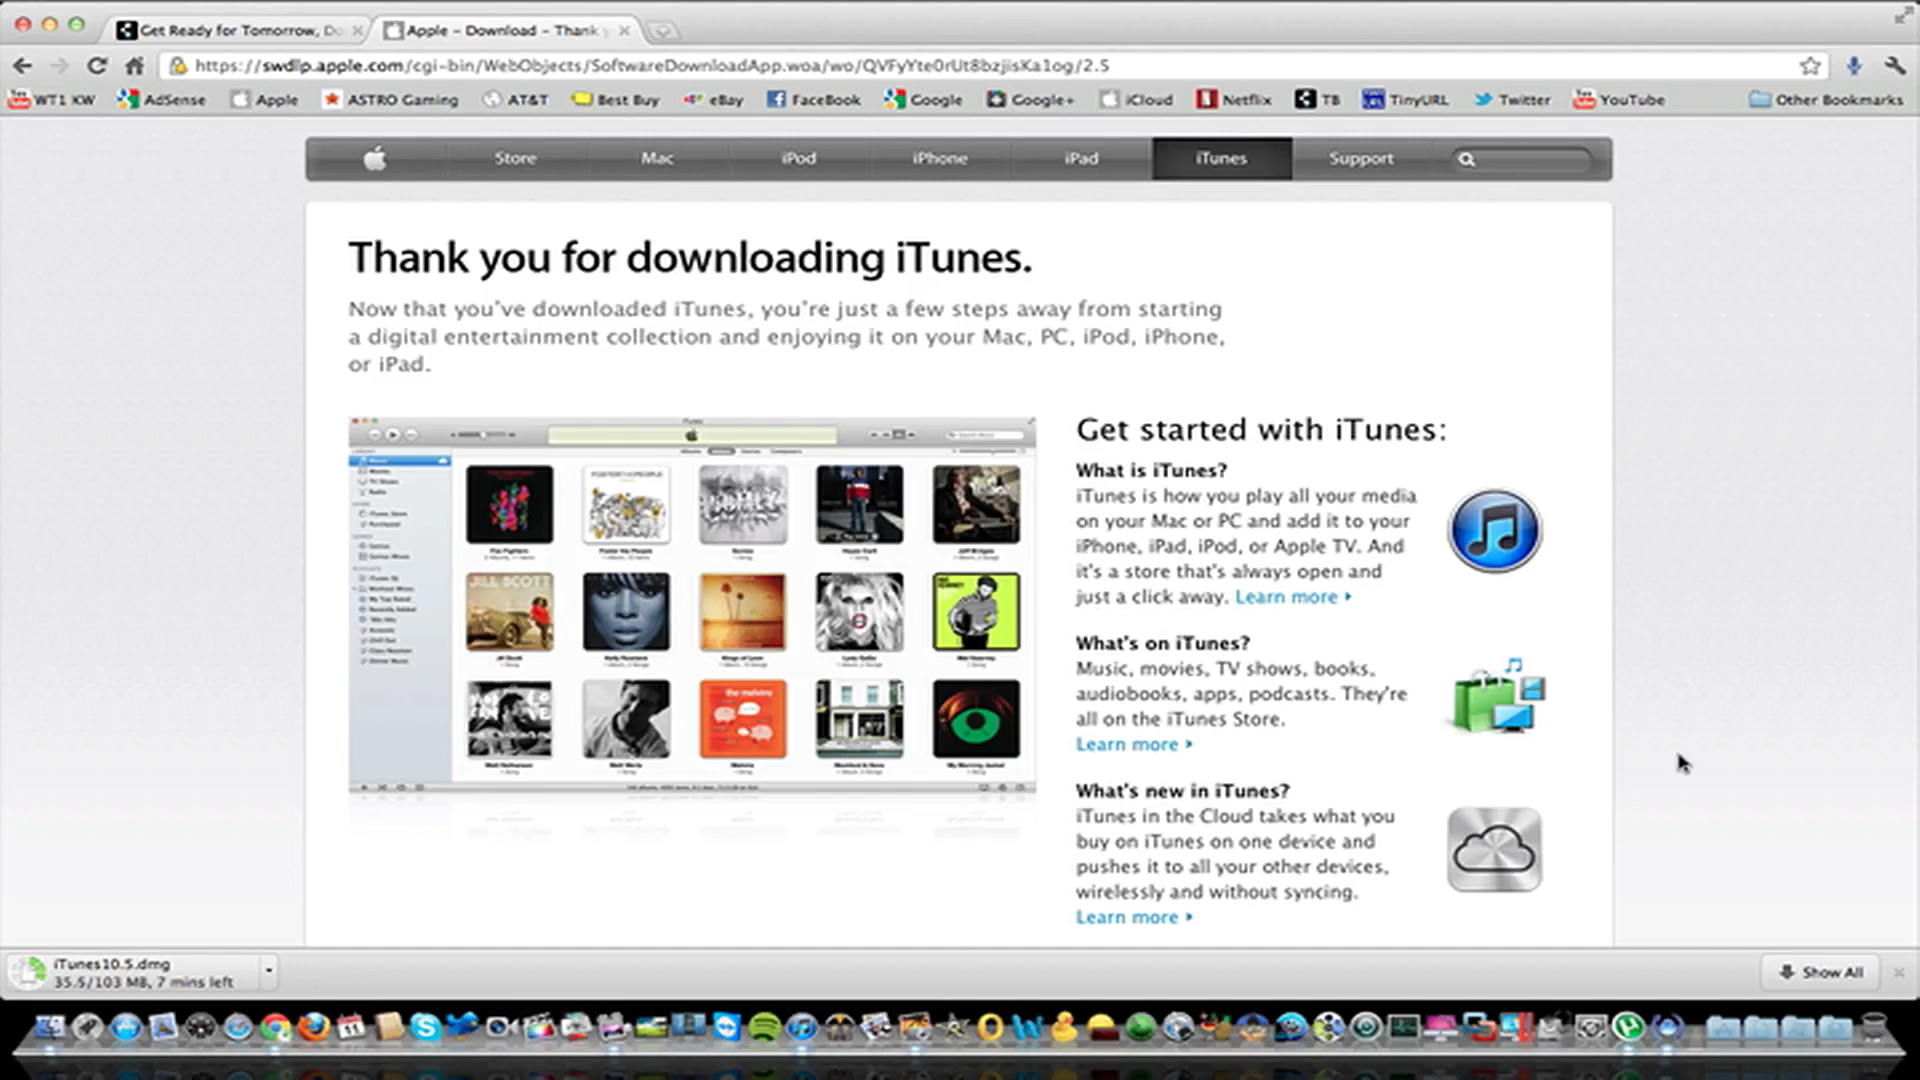 Get Ready for Tomorrow, Do
Apple - Download - Thank y
https://swdlp.apple.com/cgi-bin/WebObjects/SoftwareDownloadApp.woa/wo/QVFyYte0rUt8bzjisKa1og/2.5
WT1 KW AdSense Apple ASTRO Gaming AT&T Best Buy eBay FaceBook Google Google+ iCloud Netflix TB TinyURL Twitter YouTube Other Bookmarks
Store Mac iPod iPhone iPad iTunes Support
Thank you for downloading iTunes.
Now that you've downloaded iTunes, you're just a few steps away from starting
a digital entertainment collection and enjoying it on your Mac, PC, iPod, iPhone,
or iPad.
JILL SCOTT
the melvins
Get started with iTunes:
What is iTunes?
iTunes is how you play all your media
on your Mac or PC and add it to your
iPhone, iPad, iPod, or Apple TV. And
it's a store that's always open and
just a click away. Learn more
What's on iTunes?
Music, movies, TV shows, books,
audiobooks, apps, podcasts. They're
all on the iTunes Store.
Learn more
What's new in iTunes?
iTunes in the Cloud takes what you
buy on iTunes on one device and
pushes it to all your other devices,
wirelessly and without syncing.
Learn more
iTunes10.5.dmg
35.5/103 MB, 7 mins left
Show All